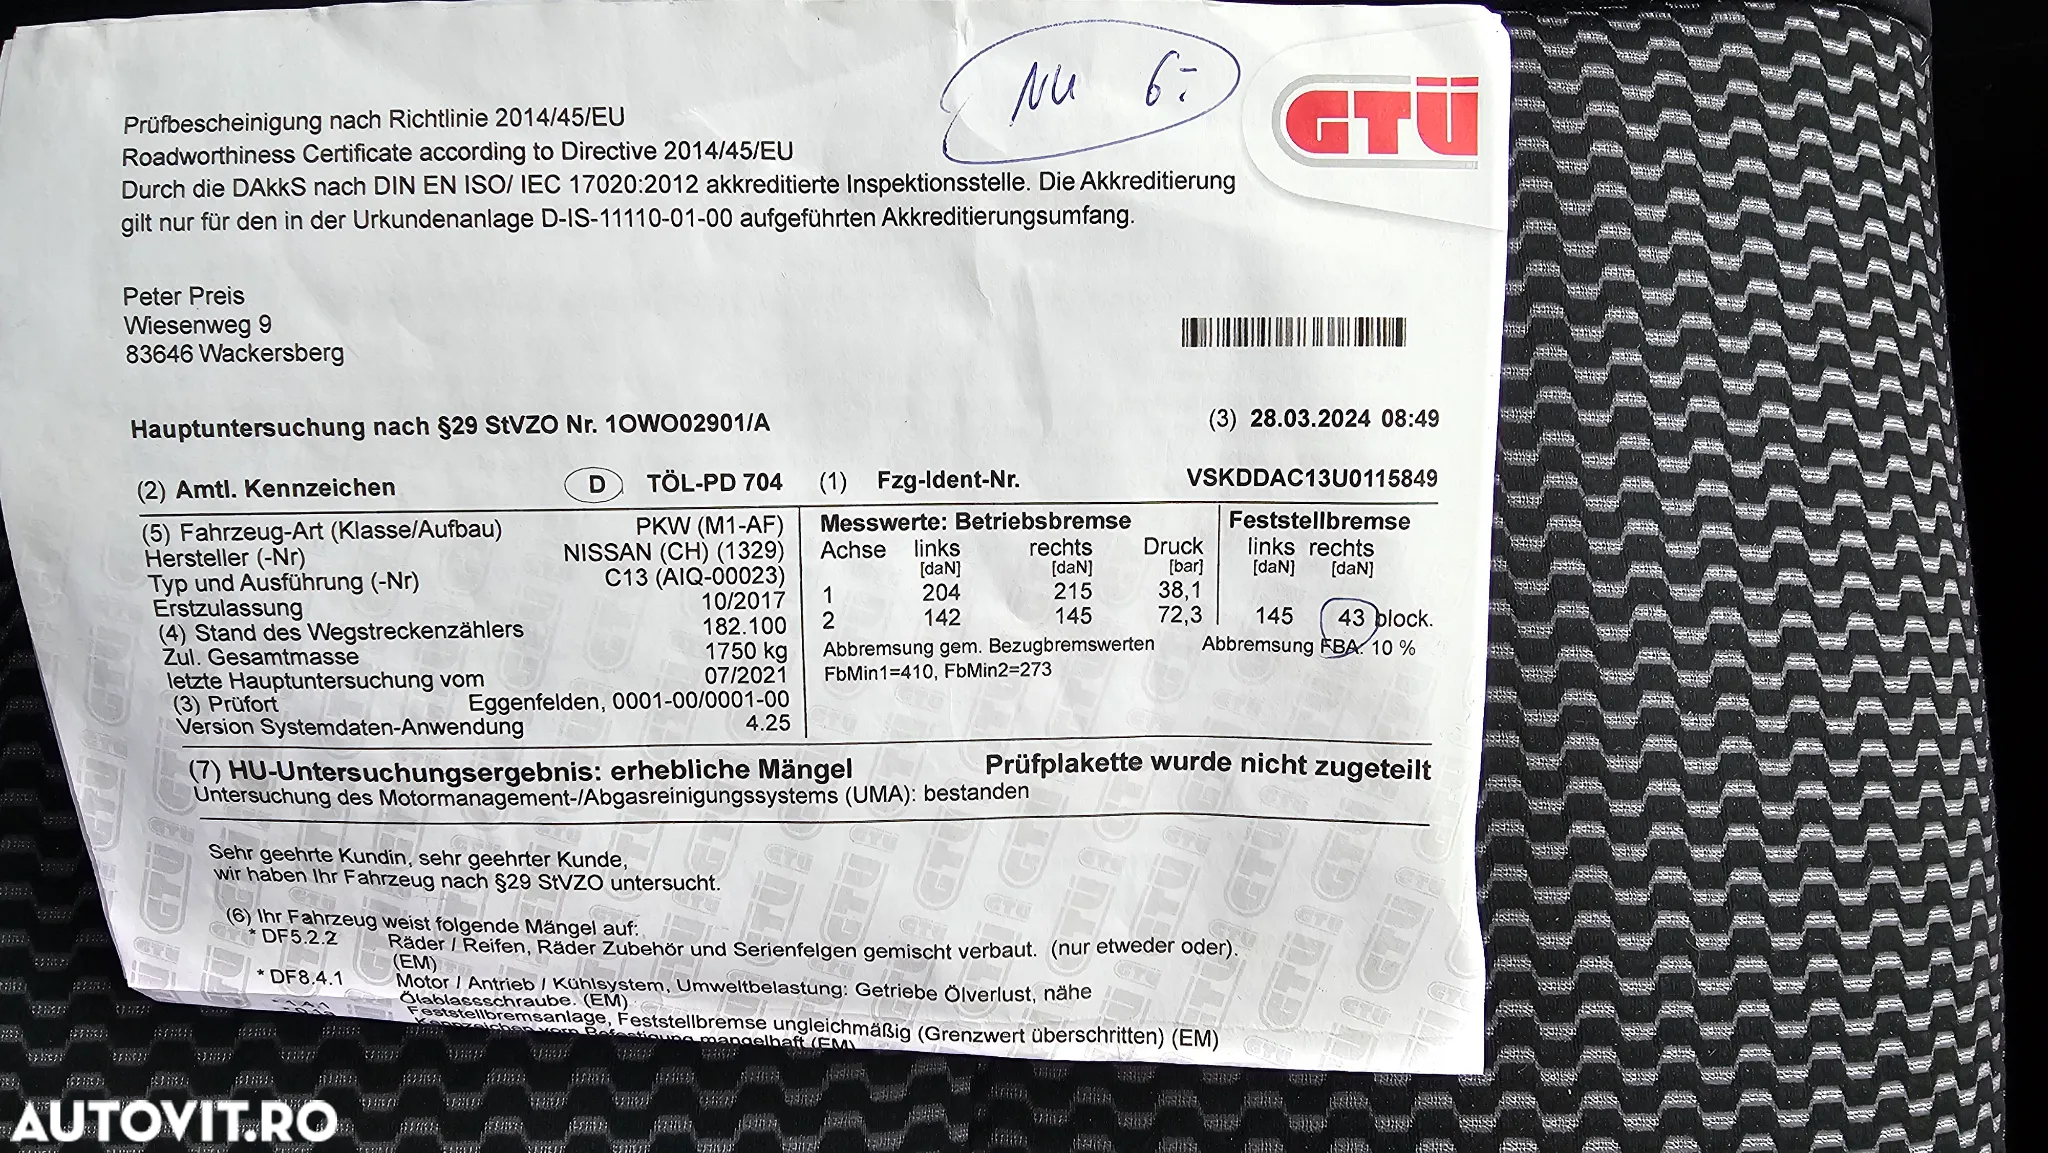 NU 6:-
GTÜ
Prüfbescheinigung nach Richtlinie 2014/45/EU
Roadworthiness Certificate according to Directive 2014/45/EU
Durch die DAkkS nach DIN EN ISO/ IEC 17020:2012 akkreditierte Inspektionsstelle. Die Akkreditierung
gilt nur für den in der Urkundenanlage D-IS-11110-01-00 aufgeführten Akkreditierungsumfang.
Peter Preis
Wiesenweg 9
83646 Wackersberg
Hauptuntersuchung nach §29 StVZO Nr. 1OWO02901/A (3) 28.03.2024 08:49
(2) Amtl. Kennzeichen D TÖL-PD 704 (1) Fzg-Ident-Nr. VSKDDAC13U0115849
(5) Fahrzeug-Art (Klasse/Aufbau) PKW (M1-AF)
Hersteller (-Nr) NISSAN (CH) (1329)
Typ und Ausführung (-Nr) C13 (AIQ-00023)
Erstzulassung 10/2017
(4) Stand des Wegstreckenzählers 182.100
Zul. Gesamtmasse 1750 kg
letzte Hauptuntersuchung vom 07/2021
(3) Prüfort Eggenfelden, 0001-00/0001-00
Version Systemdaten-Anwendung 4.25
Messwerte: Betriebsbremse Feststellbremse
Achse links rechts Druck links rechts
[daN] [daN] [bar] [daN] [daN]
1 204 215 38,1
2 142 145 72,3 145 43 block.
Abbremsung gem. Bezugbremswerten Abbremsung FBA: 10 %
FbMin1=410, FbMin2=273
(7) HU-Untersuchungsergebnis: erhebliche Mängel Prüfplakette wurde nicht zugeteilt
Untersuchung des Motormanagement-/Abgasreinigungssystems (UMA): bestanden
Sehr geehrte Kundin, sehr geehrter Kunde,
wir haben Ihr Fahrzeug nach §29 StVZO untersucht.
(6) Ihr Fahrzeug weist folgende Mängel auf:
* DF5.2.2 Räder / Reifen, Räder Zubehör und Serienfelgen gemischt verbaut. (nur etweder oder).
(EM)
* DF8.4.1 Motor / Antrieb / Kühlsystem, Umweltbelastung: Getriebe Ölverlust, nähe
Ölablassschraube. (EM)
Feststellbremsanlage, Feststellbremse ungleichmäßig (Grenzwert überschritten) (EM)
Kennzeichen vorn Befestigung mangelhaft (EM)
AUTOVIT.RO